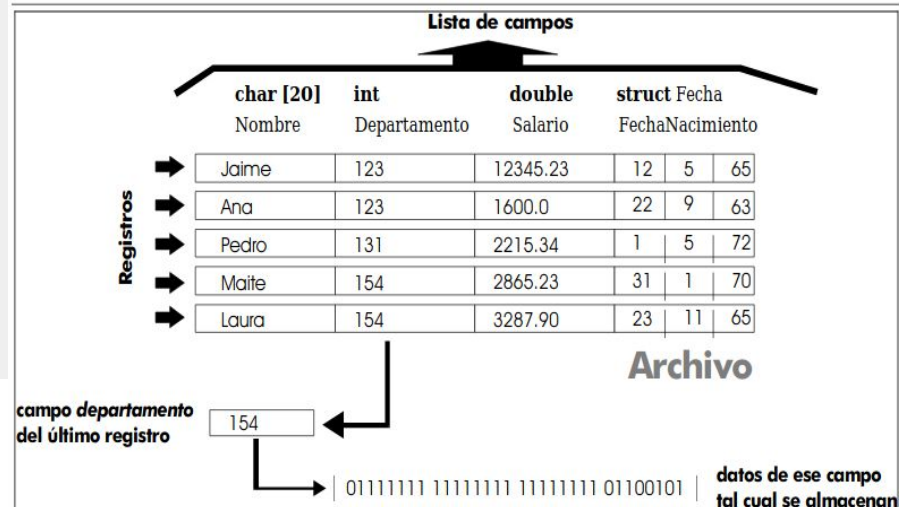 Lista de campos
char [20] int double struct Fecha
Nombre Departamento Salario FechaNacimiento
Registros
Jaime 123 12345.23 12 5 65
Ana 123 1600.0 22 9 63
Pedro 131 2215.34 1 5 72
Maite 154 2865.23 31 1 70
Laura 154 3287.90 23 11 65
Archivo
campo departamento
del último registro
154
01111111 11111111 11111111 01100101
datos de ese campo
tal cual se almacenan